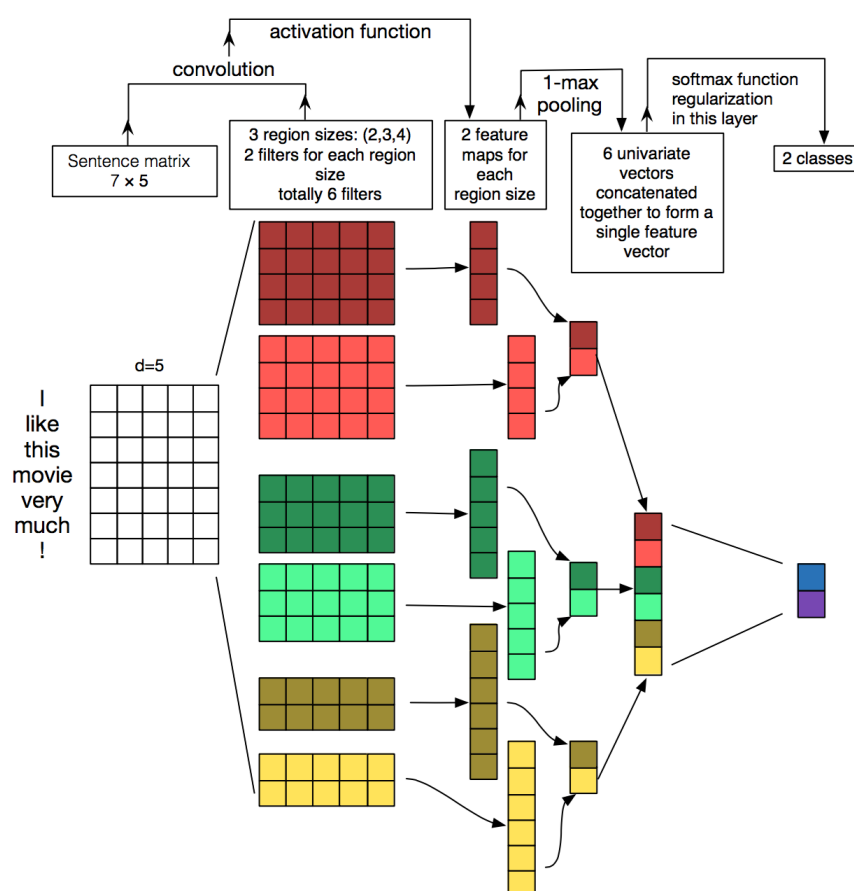 activation function
convolution
1-max
pooling
softmax function
regularization
in this layer
Sentence matrix
7 × 5
3 region sizes: (2,3,4)
2 filters for each region
size
totally 6 filters
2 feature
maps for
each
region size
6 univariate
vectors
concatenated
together to form a
single feature
vector
2 classes
d=5
I
like
this
movie
very
much
!